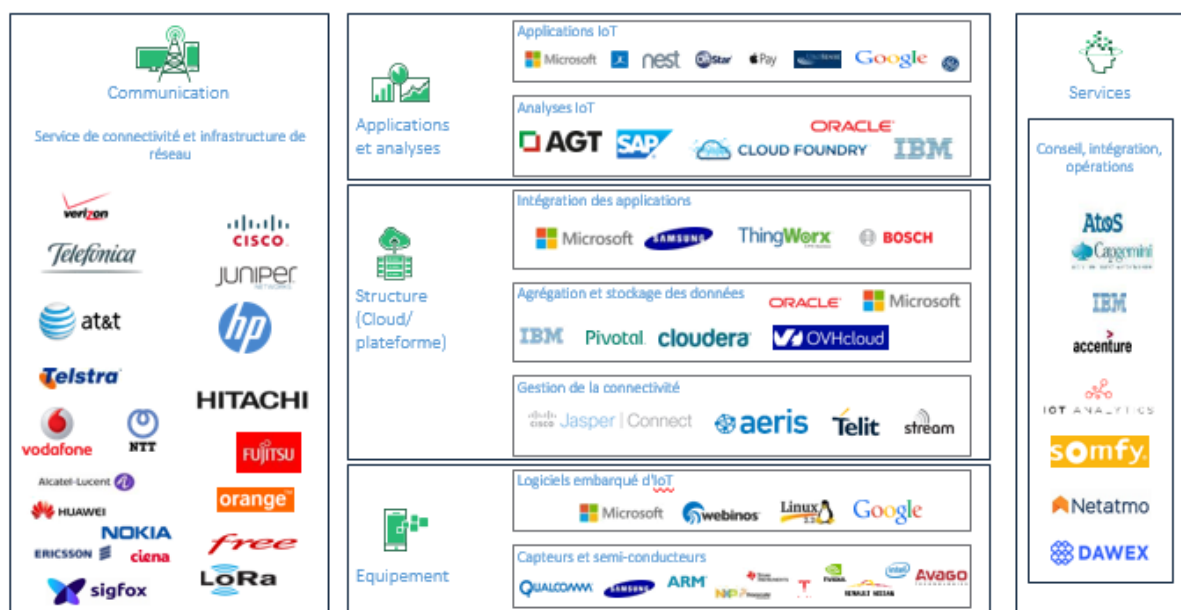 Communication
Service de connectivité et infrastructure de
réseau
verizon
CISCO
Telefónica
JUNIPER
NETWORKS
at&t
hp
Telstra
HITACHI
vodafone
NTT
FUJITSU
Alcatel-Lucent
orange
HUAWEI
NOKIA
ERICSSON
ciena
free
sigfox
LoRa
Applications
et analyses
Applications IoT
Microsoft
nest
OnStar
Pay
Google
Analyses IoT
AGT
SAP
CLOUD FOUNDRY
ORACLE
IBM
Structure
(Cloud/
plateforme)
Intégration des applications
Microsoft
SAMSUNG
ThingWorx
BOSCH
Agrégation et stockage des données
ORACLE
Microsoft
IBM
Pivotal
cloudera
OVHcloud
Gestion de la connectivité
CISCO Jasper | Connect
aeris
Telit
stream
Equipement
Logiciels embarqué d'IoT
Microsoft
webinos
Linux
Google
Capteurs et semi-conducteurs
QUALCOMM
SAMSUNG
ARM
NXP
T
NVIDIA
RENAULT NISSAN
intel
AVAGO
TECHNOLOGIES
Services
Conseil, intégration,
opérations
AtoS
Capgemini
IBM
accenture
IOT ANALYTICS
somfy.
Netatmo
DAWEX